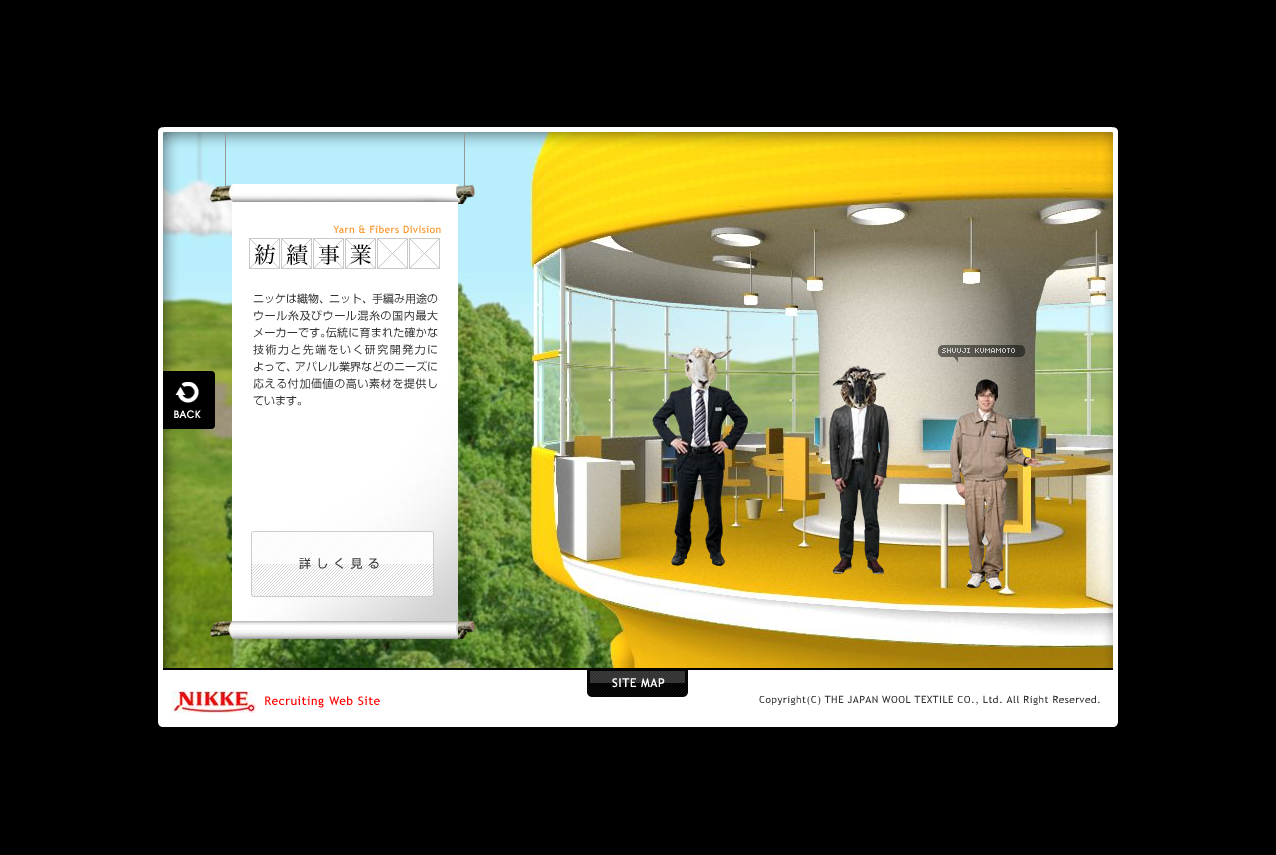 Yarn & Fibers Division
紡績事業
ニッケは織物、ニット、手編み用途の
ウール糸及びウール混糸の国内最大
メーカーです。伝統に育まれた確かな
技術力と先端をいく研究開発力に
よって、アパレル業界などのニーズに
応える付加価値の高い素材を提供し
ています。
詳しく見る
BACK
SHUUJI KUMAMOTO
SITE MAP
NIKKE Recruiting Web Site
Copyright(C) THE JAPAN WOOL TEXTILE CO., Ltd. All Right Reserved.